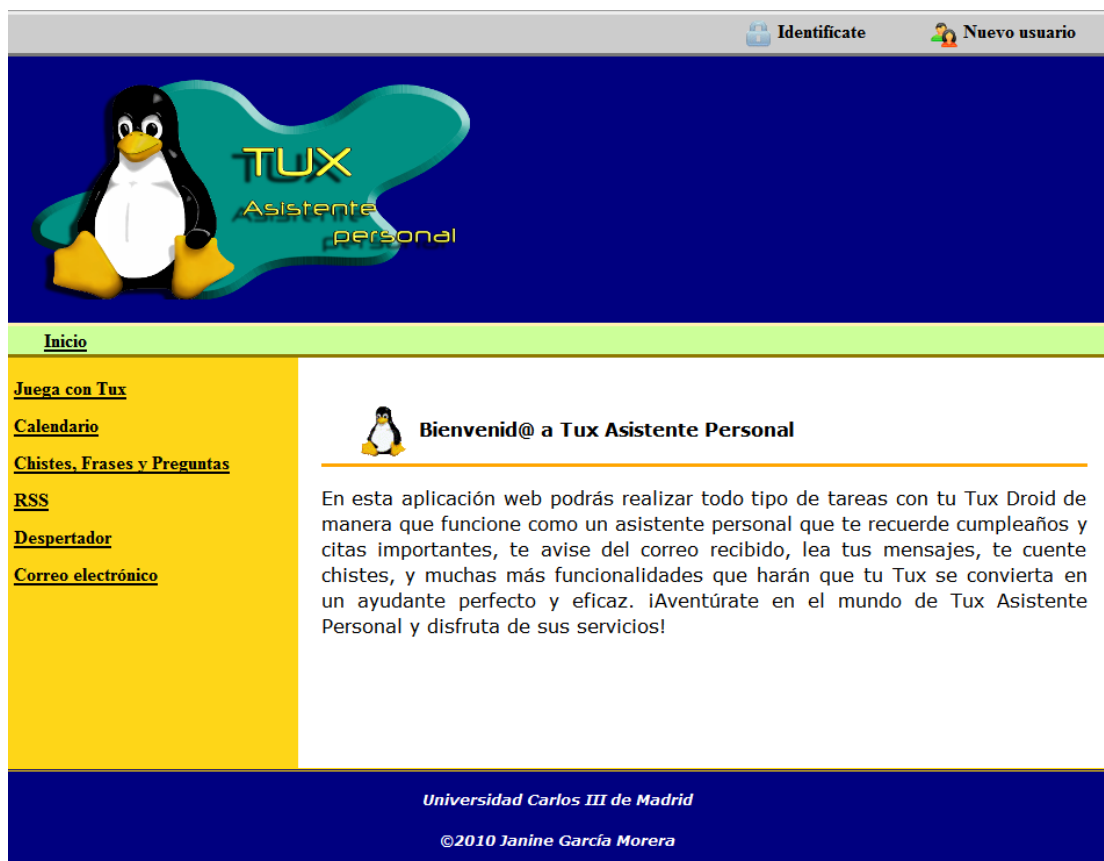 Identifícate
Nuevo usuario
TUX
Asistente
personal
Inicio
Juega con Tux
Calendario
Chistes, Frases y Preguntas
RSS
Despertador
Correo electrónico
Bienvenid@ a Tux Asistente Personal
En esta aplicación web podrás realizar todo tipo de tareas con tu Tux Droid de
manera que funcione como un asistente personal que te recuerde cumpleaños y
citas importantes, te avise del correo recibido, lea tus mensajes, te cuente
chistes, y muchas más funcionalidades que harán que tu Tux se convierta en
un ayudante perfecto y eficaz. ¡Aventúrate en el mundo de Tux Asistente
Personal y disfruta de sus servicios!
Universidad Carlos III de Madrid
©2010 Janine García Morera